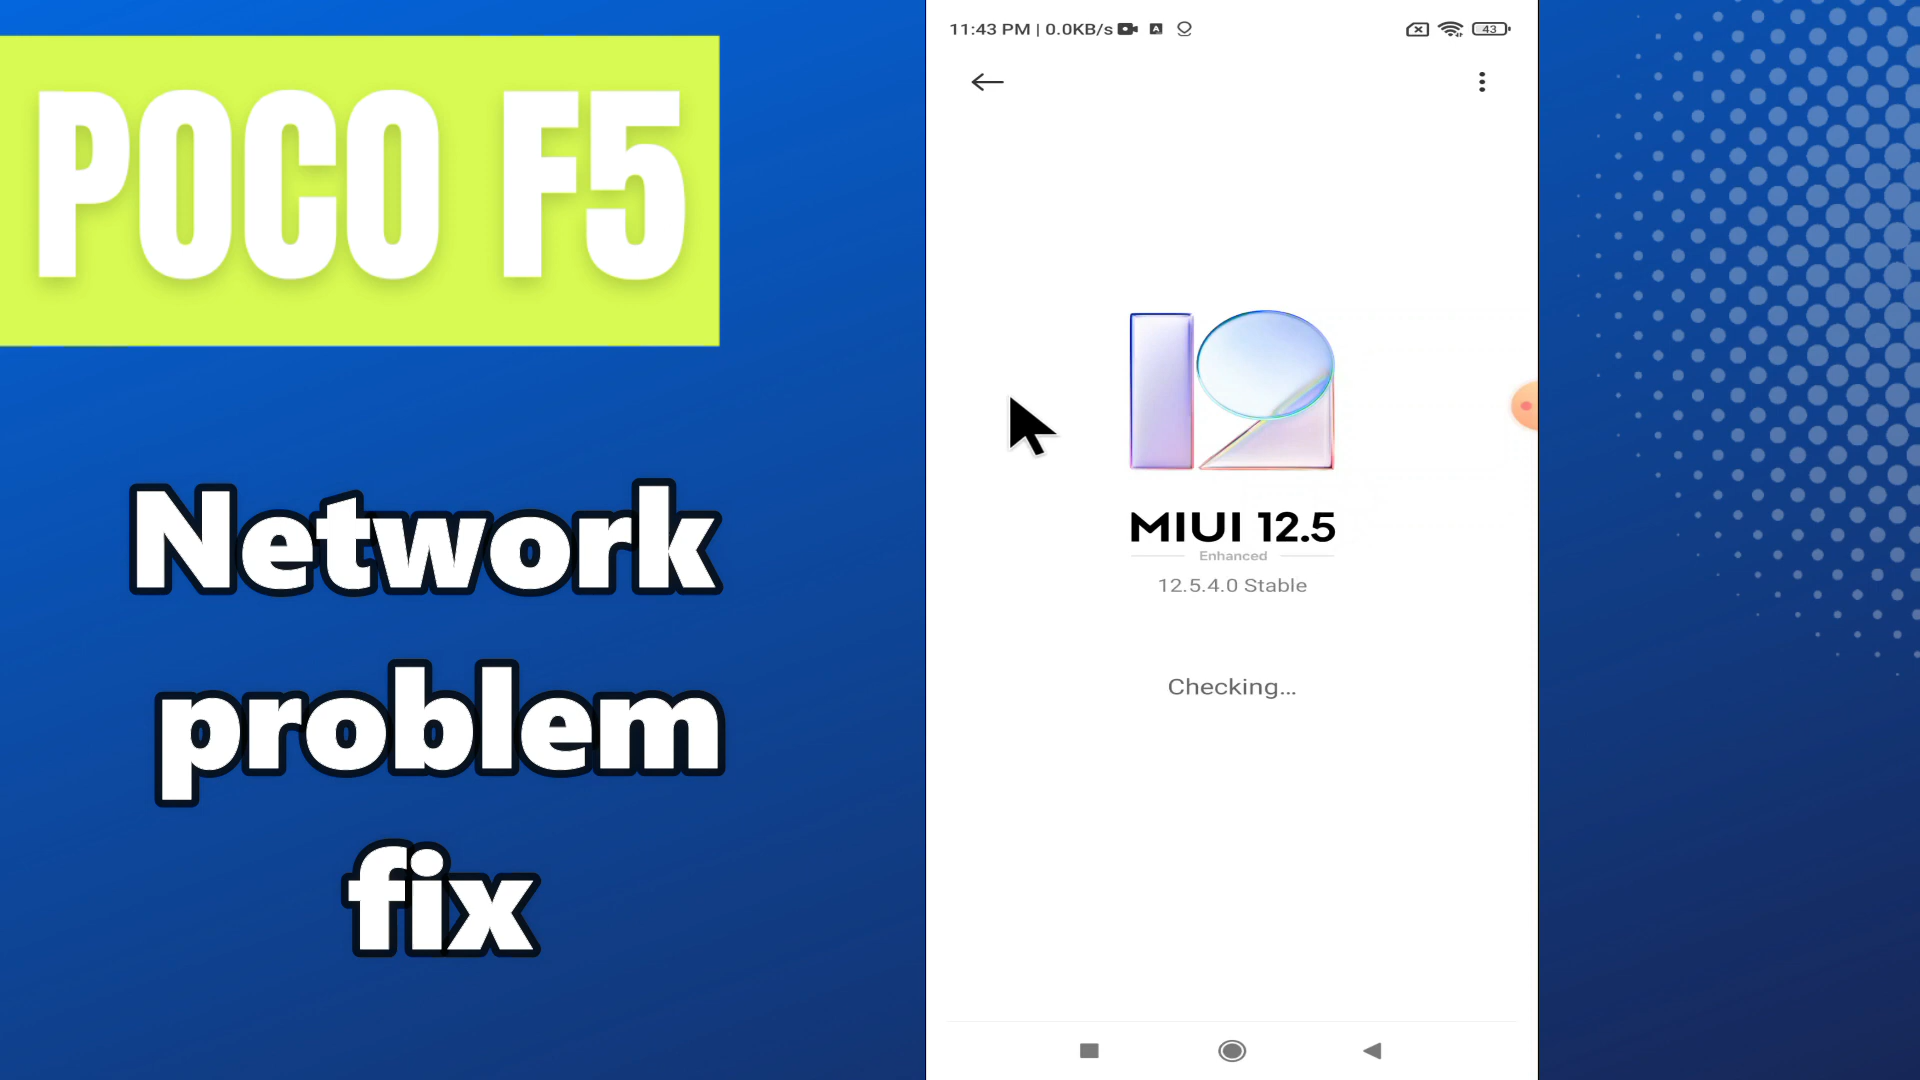 POCO F5
Network
problem
fix
11:43 PM | 0.0KB/s
A
43
12
MIUI 12.5
Enhanced
12.5.4.0 Stable
Checking...